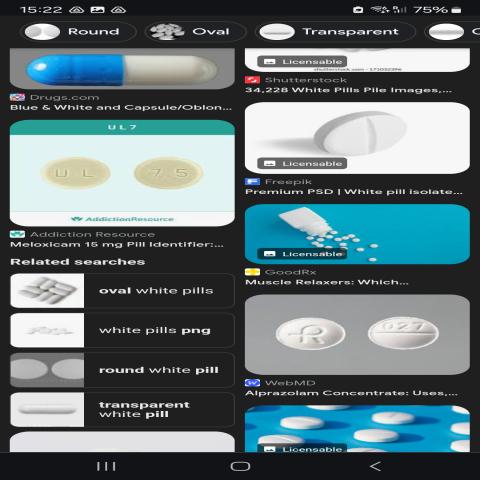 15:22
75%
Round
Oval
Transparent
Drugs.com
Blue & White and Capsule/Oblon...
UL7
U L
7 5
AddictionResource
Addiction Resource
Meloxicam 15 mg Pill Identifier:...
Related searches
oval white pills
white pills png
round white pill
transparent
white pill
Licensable
Shutterstock
34,228 White Pills Pile Images,...
Licensable
Freepik
Premium PSD | White pill isolate...
Licensable
GoodRx
Muscle Relaxers: Which...
R
027
WebMD
Alprazolam Concentrate: Uses,...
Licensable